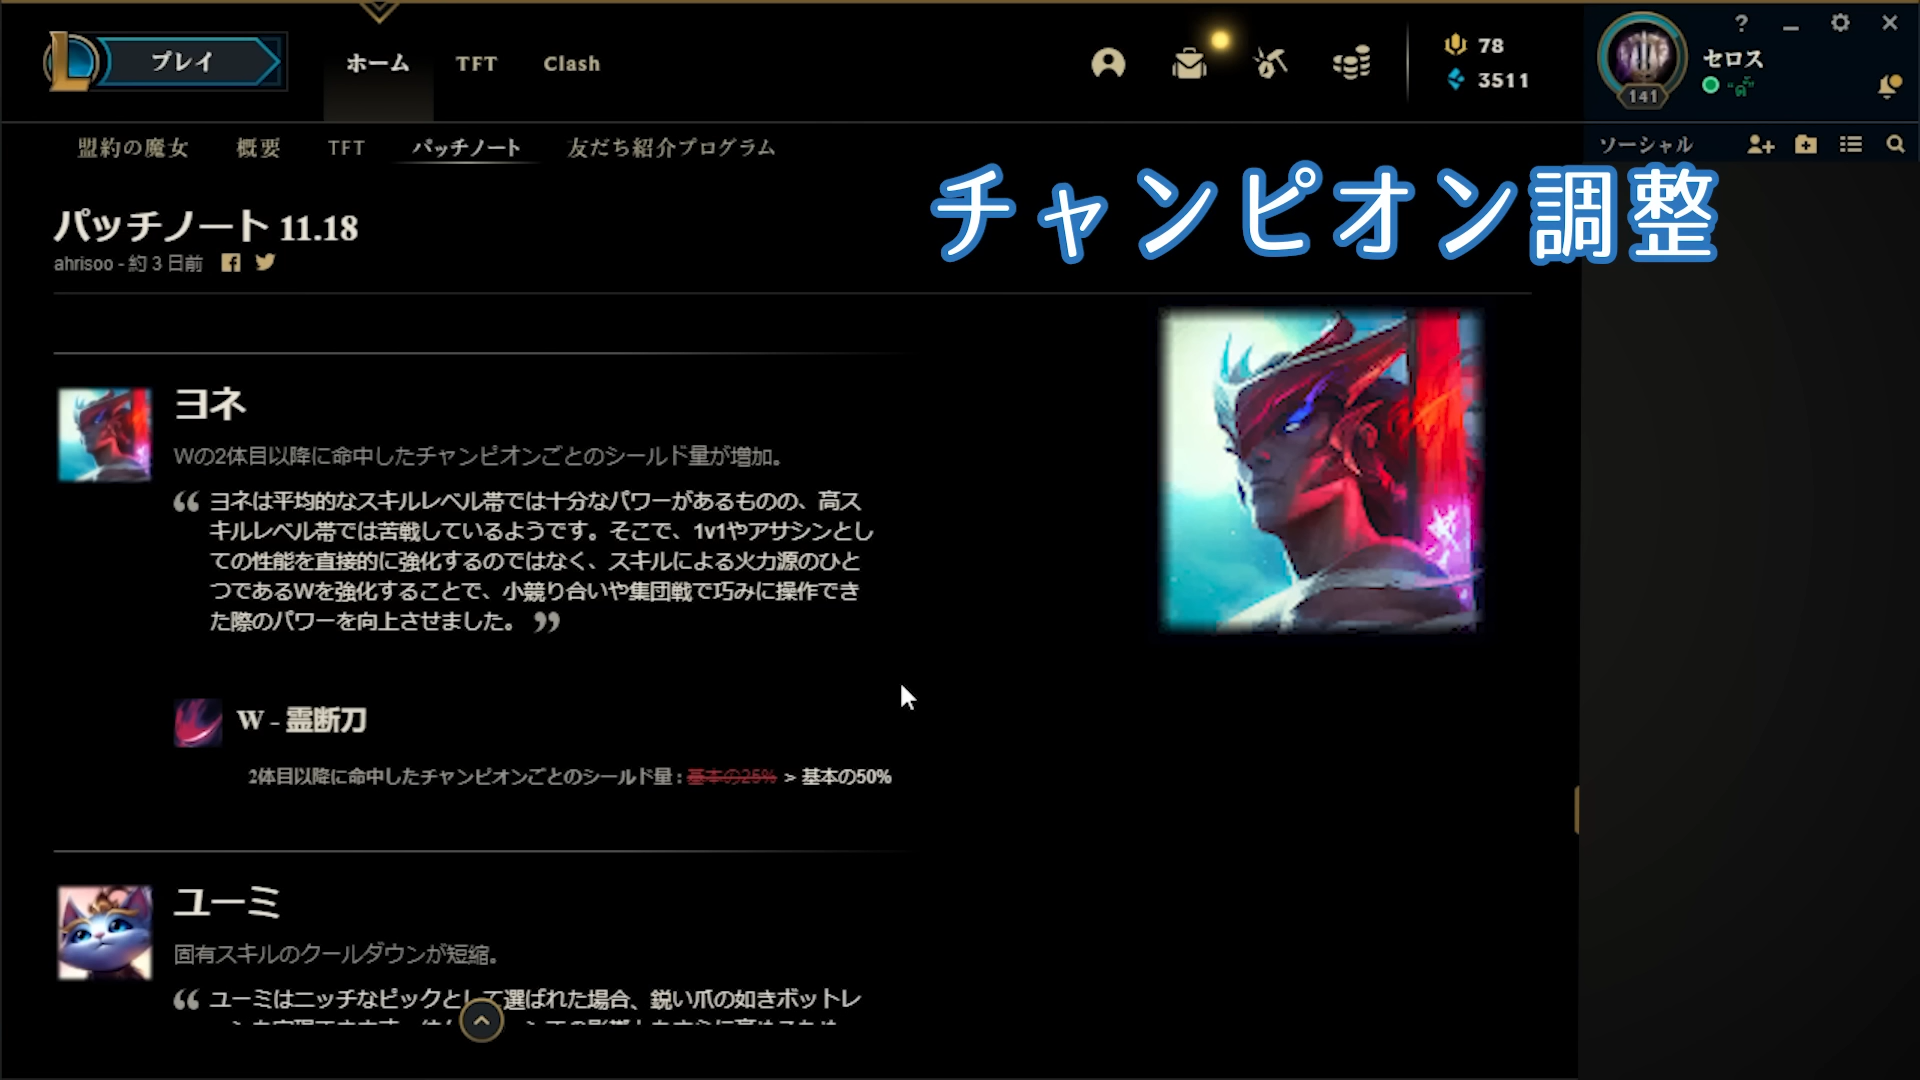 プレイ
ホーム
TFT
Clash
78
3511
?
セロス
141
ソーシャル
盟約の魔女
概要
TFT
パッチノート
友だち紹介プログラム
チャンピオン調整
パッチノート 11.18
ahrisoo - 約 3 日前
ヨネ
Wの2体目以降に命中したチャンピオンごとのシールド量が増加。
“ヨネは平均的なスキルレベル帯では十分なパワーがあるものの、高ス
キルレベル帯では苦戦しているようです。そこで、1v1やアサシンとし
ての性能を直接的に強化するのではなく、スキルによる火力源のひと
つであるWを強化することで、小競り合いや集団戦で巧みに操作でき
た際のパワーを向上させました。”
W - 霊断刀
2体目以降に命中したチャンピオンごとのシールド量 : 基本の25% > 基本の50%
ユーミ
固有スキルのクールダウンが短縮。
“ユーミはニッチなピックとして選ばれた場合、鋭い爪の如きボットレ